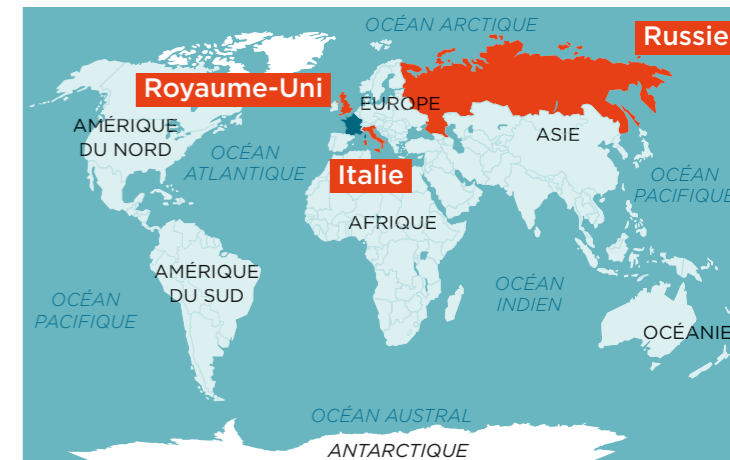 OCÉAN ARCTIQUE
Russie
Royaume-Uni
EUROPE
AMÉRIQUE
DU NORD
ASIE
OCÉAN
ATLANTIQUE
Italie
OCÉAN
PACIFIQUE
AFRIQUE
AMÉRIQUE
DU SUD
OCÉAN
INDIEN
OCÉAN
PACIFIQUE
OCÉANIE
OCÉAN AUSTRAL
ANTARCTIQUE